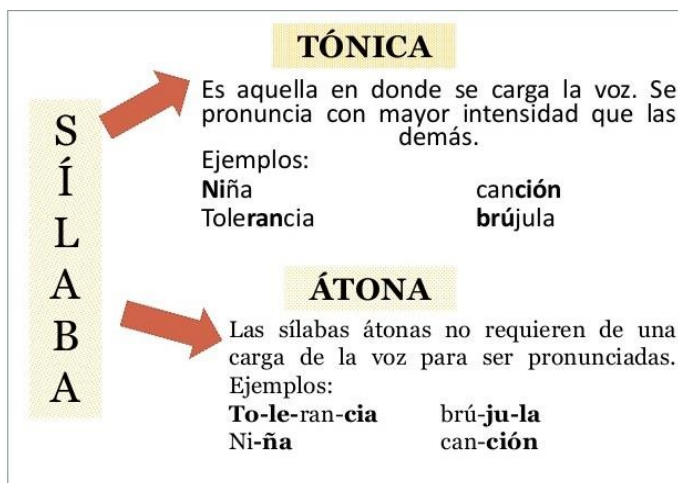 SÍLABA
TÓNICA
Es aquella en donde se carga la voz. Se
pronuncia con mayor intensidad que las
demás.
Ejemplos:
Niña canción
Tolerancia brújula
ÁTONA
Las sílabas átonas no requieren de una
carga de la voz para ser pronunciadas.
Ejemplos:
To-le-ran-cia brú-ju-la
Ni-ña can-ción